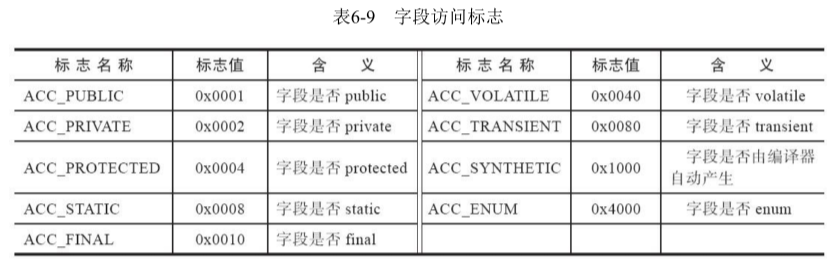 表6-9 字段访问标志
标志名称 标志值 含 义 标志名称 标志值 含 义
ACC_PUBLIC 0x0001 字段是否 public ACC_VOLATILE 0x0040 字段是否 volatile
ACC_PRIVATE 0x0002 字段是否 private ACC_TRANSIENT 0x0080 字段是否 transient
ACC_PROTECTED 0x0004 字段是否 protected ACC_SYNTHETIC 0x1000 字段是否由编译器
自动产生
ACC_STATIC 0x0008 字段是否 static ACC_ENUM 0x4000 字段是否 enum
ACC_FINAL 0x0010 字段是否 final